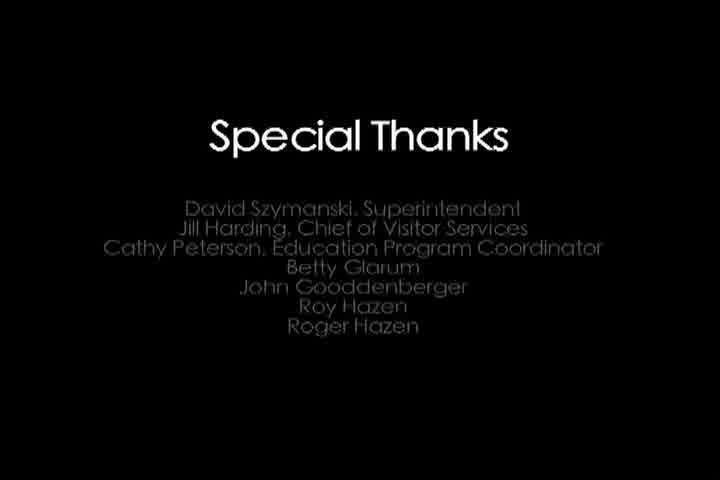 Special Thanks
David Szymanski, Superintendent
Jill Harding, Chief of Visitor Services
Cathy Peterson, Education Program Coordinator
Betty Glarum
John Gooddenberger
Roy Hazen
Roger Hazen